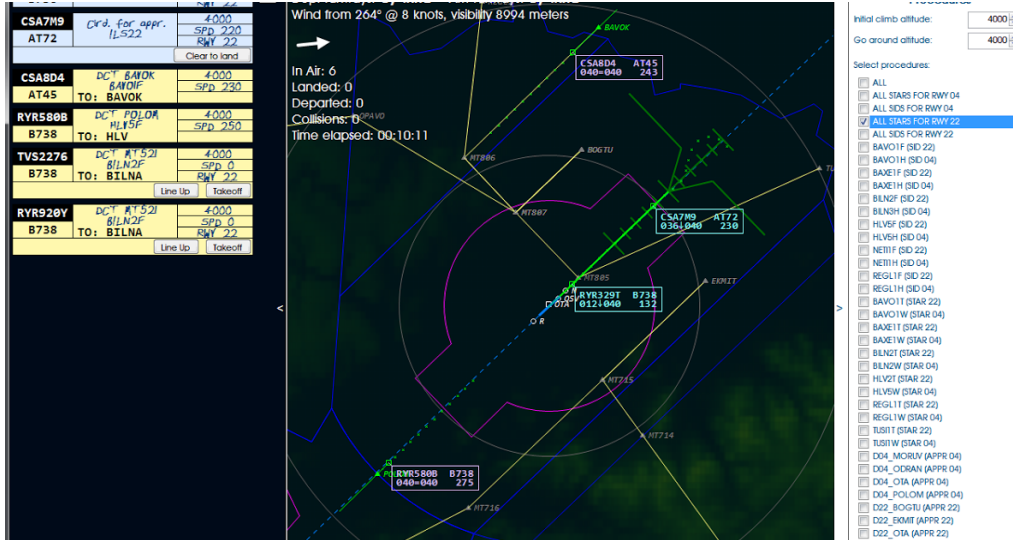 RWY 22
CSA7M9
AT72
Clrd. for appr.
ILS22
4000
SPD 220
RWY 22
Clear to land
CSA8D4
AT45
DCT BAVOK
BAVO1F
TO: BAVOK
4000
SPD 230
RYR580B
B738
DCT POLOM
HLV5F
TO: HLV
4000
SPD 250
TVS2276
B738
DCT MT521
BILN2F
TO: BILNA
4000
SPD 0
RWY 22
Line Up
Takeoff
RYR920Y
B738
DCT MT521
BILN2F
TO: BILNA
4000
SPD 0
RWY 22
Line Up
Takeoff
<
Wind from 264° @ 8 knots, visibility 8994 meters
In Air: 6
Landed: 0
Departed: 0
Collisions: 0
Time elapsed: 00:10:11
BAVOK
CSA8D4 AT45
040=040 243
OPAVO
MT806
BOGTU
MT807
CSA7M9 AT72
036↓040 230
MT805
EKMIT
RYR329T B738
012↓040 132
OTA
R
MT715
MT714
RYR580B B738
040=040 275
MT716
>
Procedures
Initial climb altitude:
4000
Go around altitude:
4000
Select procedures:
ALL
ALL STARS FOR RWY 04
ALL SIDS FOR RWY 04
ALL STARS FOR RWY 22
ALL SIDS FOR RWY 22
BAVO1F (SID 22)
BAVO1H (SID 04)
BAXE1F (SID 22)
BAXE1H (SID 04)
BILN2F (SID 22)
BILN3H (SID 04)
HLV5F (SID 22)
HLV5H (SID 04)
NETI1F (SID 22)
NETI1H (SID 04)
REGL1F (SID 22)
REGL1H (SID 04)
BAVO1T (STAR 22)
BAVO1W (STAR 04)
BAXE1T (STAR 22)
BAXE1W (STAR 04)
BILN2T (STAR 22)
BILN2W (STAR 04)
HLV2T (STAR 22)
HLV5W (STAR 04)
REGL1T (STAR 22)
REGL1W (STAR 04)
TUSI1T (STAR 22)
TUSI1W (STAR 04)
D04_MORUV (APPR 04)
D04_ODRAN (APPR 04)
D04_OTA (APPR 04)
D04_POLOM (APPR 04)
D22_BOGTU (APPR 22)
D22_EKMIT (APPR 22)
D22_OTA (APPR 22)